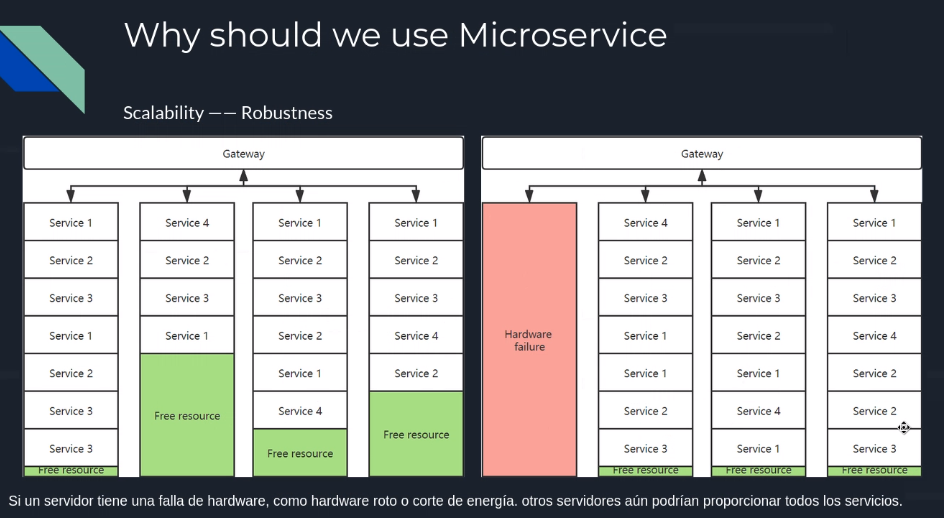 Why should we use Microservice
Scalability —— Robustness
Gateway
Service 1
Service 2
Service 3
Service 1
Service 2
Service 3
Service 3
Free resource
Service 4
Service 2
Service 3
Service 1
Free resource
Service 1
Service 2
Service 3
Service 2
Service 1
Service 4
Free resource
Service 1
Service 2
Service 3
Service 4
Service 2
Free resource
Gateway
Hardware
failure
Service 4
Service 2
Service 3
Service 1
Service 1
Service 2
Service 3
Free resource
Service 1
Service 2
Service 3
Service 2
Service 1
Service 4
Service 1
Free resource
Service 1
Service 2
Service 3
Service 4
Service 2
Service 2
Service 3
Free resource
Si un servidor tiene una falla de hardware, como hardware roto o corte de energía. otros servidores aún podrían proporcionar todos los servicios.